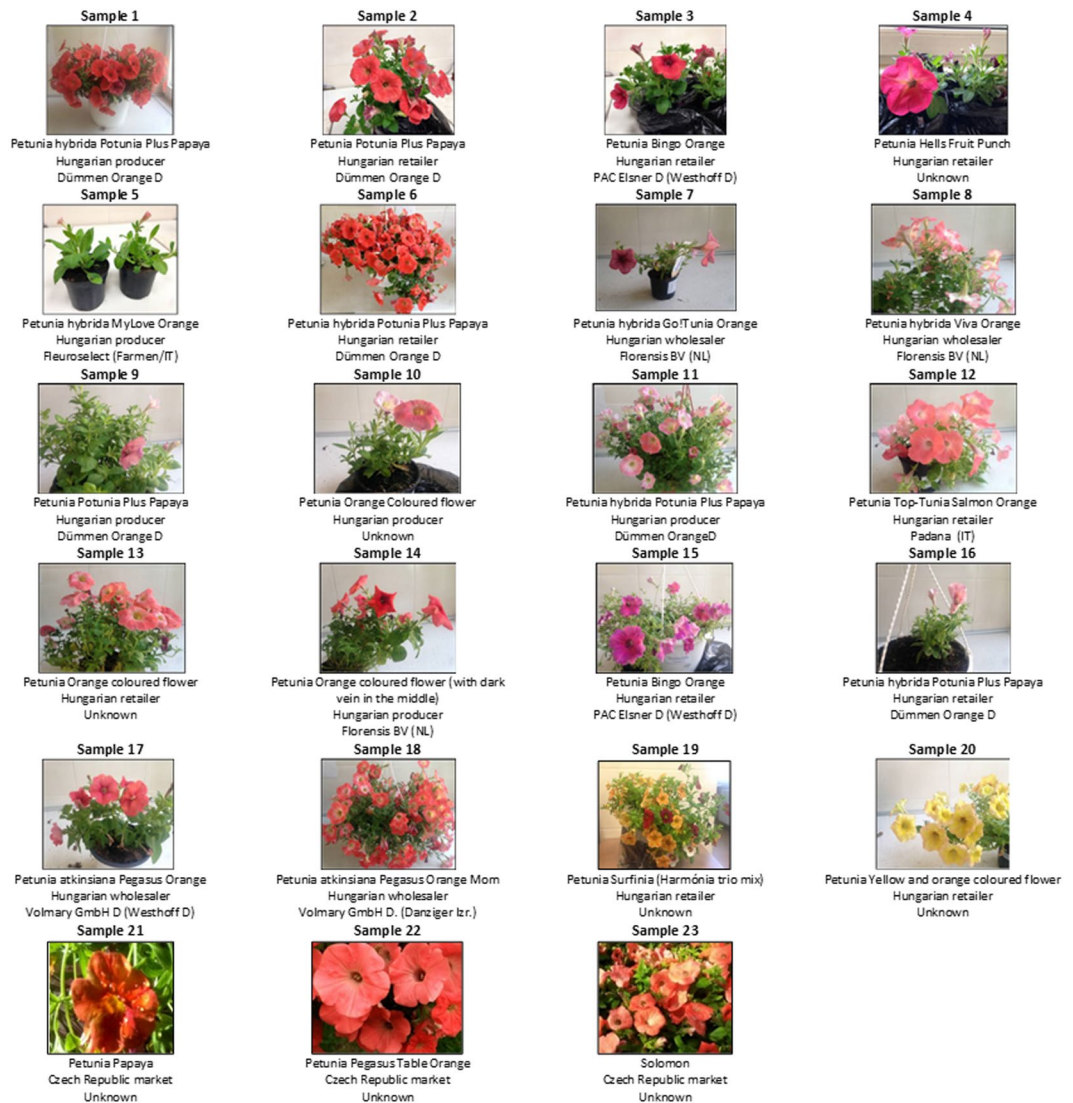 Sample 1
Petunia hybrida Potunia Plus Papaya
Hungarian producer
Dümmen Orange D
Sample 2
Petunia Potunia Plus Papaya
Hungarian retailer
Dümmen Orange D
Sample 3
Petunia Bingo Orange
Hungarian retailer
PAC Elsner D (Westhoff D)
Sample 4
Petunia Hells Fruit Punch
Hungarian retailer
Unknown
Sample 5
Petunia hybrida MyLove Orange
Hungarian producer
Fleuroselect (Farmen/IT)
Sample 6
Petunia hybrida Potunia Plus Papaya
Hungarian retailer
Dümmen Orange D
Sample 7
Petunia hybrida Go!Tunia Orange
Hungarian wholesaler
Florensis BV (NL)
Sample 8
Petunia hybrida Viva Orange
Hungarian wholesaler
Florensis BV (NL)
Sample 9
Petunia Potunia Plus Papaya
Hungarian producer
Dümmen Orange D
Sample 10
Petunia Orange Coloured flower
Hungarian producer
Unknown
Sample 11
Petunia hybrida Potunia Plus Papaya
Hungarian producer
Dümmen OrangeD
Sample 12
Petunia Top-Tunia Salmon Orange
Hungarian retailer
Padana (IT)
Sample 13
Petunia Orange coloured flower
Hungarian retailer
Unknown
Sample 14
Petunia Orange coloured flower (with dark
vein in the middle)
Hungarian producer
Florensis BV (NL)
Sample 15
Petunia Bingo Orange
Hungarian retailer
PAC Elsner D (Westhoff D)
Sample 16
Petunia hybrida Potunia Plus Papaya
Hungarian retailer
Dümmen Orange D
Sample 17
Petunia atkinsiana Pegasus Orange
Hungarian wholesaler
Volmary GmbH D (Westhoff D)
Sample 18
Petunia atkinsiana Pegasus Orange Morn
Hungarian wholesaler
Volmary GmbH D. (Danziger Izr.)
Sample 19
Petunia Surfinia (Harmónia trio mix)
Hungarian retailer
Unknown
Sample 20
Petunia Yellow and orange coloured flower
Hungarian retailer
Unknown
Sample 21
Petunia Papaya
Czech Republic market
Unknown
Sample 22
Petunia Pegasus Table Orange
Czech Republic market
Unknown
Sample 23
Solomon
Czech Republic market
Unknown